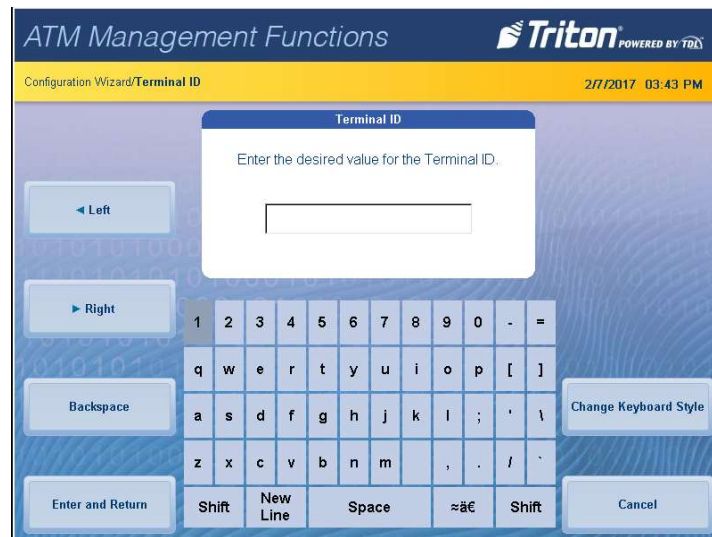 ATM Management Functions
Triton POWERED BY TDL
Configuration Wizard/Terminal ID
2/7/2017 03:43 PM
Terminal ID
Enter the desired value for the Terminal ID.
◄ Left
► Right
1 2 3 4 5 6 7 8 9 0 - =
q w e r t y u i o p [ ]
Backspace
a s d f g h j k l ; ' \
Change Keyboard Style
z x c v b n m , . / `
Enter and Return
Shift New Line Space ≈ä€ Shift
Cancel